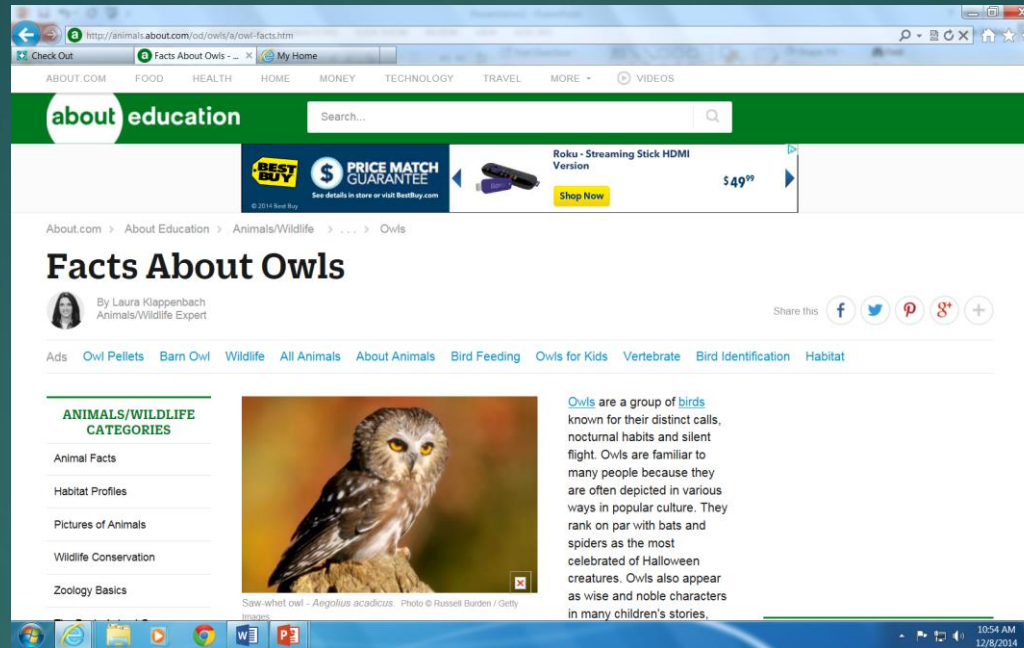 http://animals.about.com/od/owls/a/owl-facts.htm
Check Out
Facts About Owls - ...
My Home
ABOUT.COM FOOD HEALTH HOME MONEY TECHNOLOGY TRAVEL MORE VIDEOS
about education
Search...
BEST BUY
PRICE MATCH
GUARANTEE
See details in store or visit BestBuy.com
© 2014 Best Buy
Roku - Streaming Stick HDMI
Version
Shop Now
$49.99
About.com > About Education > Animals/Wildlife > . . . > Owls
Facts About Owls
By Laura Klappenbach
Animals/Wildlife Expert
Share this
Ads Owl Pellets Barn Owl Wildlife All Animals About Animals Bird Feeding Owls for Kids Vertebrate Bird Identification Habitat
ANIMALS/WILDLIFE
CATEGORIES
Animal Facts
Habitat Profiles
Pictures of Animals
Wildlife Conservation
Zoology Basics
Saw-whet owl - Aegolius acadicus. Photo © Russell Burden / Getty
Images
Owls are a group of birds
known for their distinct calls,
nocturnal habits and silent
flight. Owls are familiar to
many people because they
are often depicted in various
ways in popular culture. They
rank on par with bats and
spiders as the most
celebrated of Halloween
creatures. Owls also appear
as wise and noble characters
in many children's stories,
10:54 AM
12/8/2014